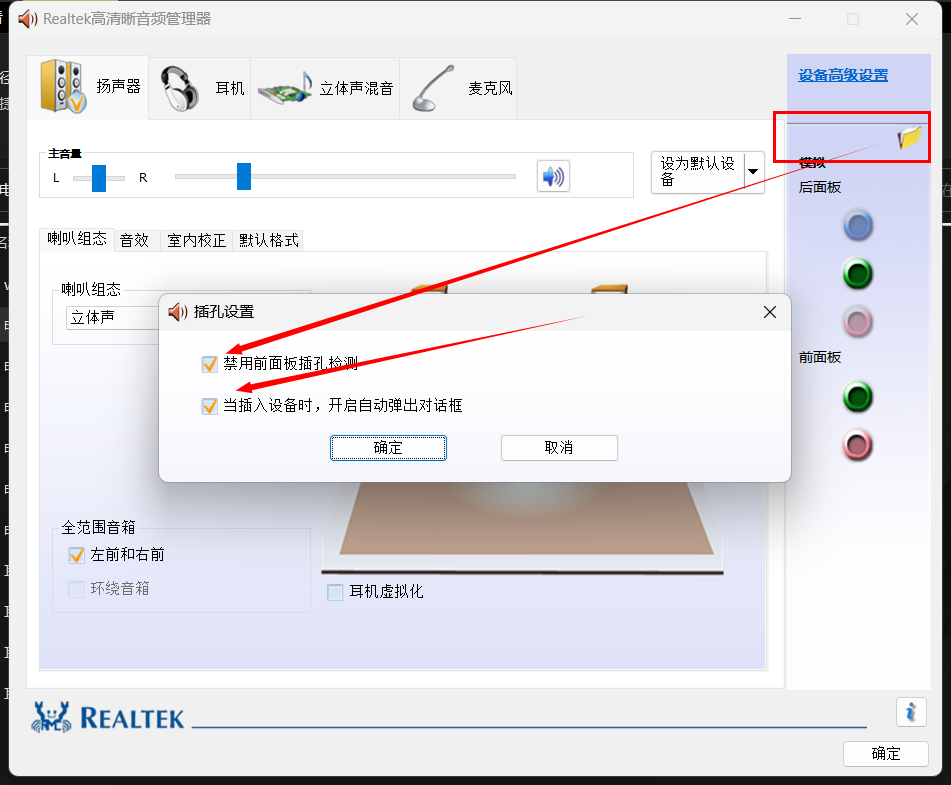 Realtek高清晰音频管理器
扬声器
耳机
立体声混音
麦克风
设备高级设置
主音量
L
R
设为默认设备
模拟
后面板
喇叭组态
音效
室内校正
默认格式
喇叭组态
立体声
插孔设置
禁用前面板插孔检测
当插入设备时，开启自动弹出对话框
确定
取消
前面板
全范围音箱
左前和右前
环绕音箱
耳机虚拟化
REALTEK
i
确定